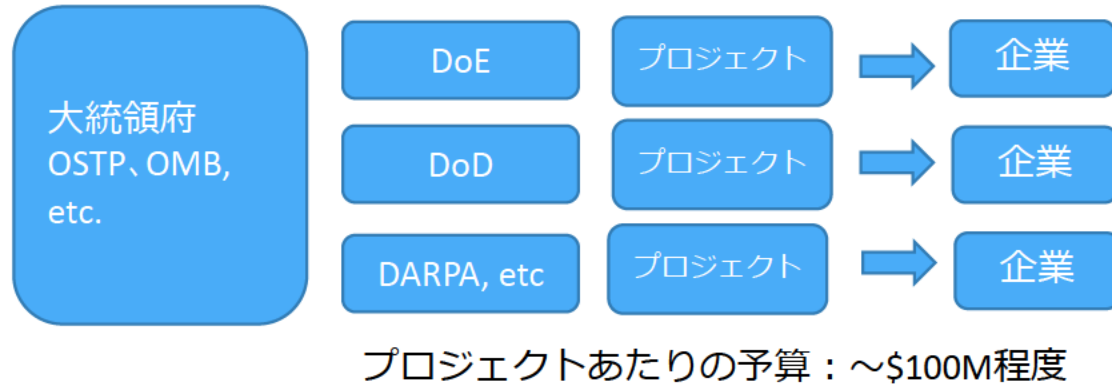 大統領府
OSTP、OMB,
etc.
DoE
プロジェクト
企業
DoD
プロジェクト
企業
DARPA, etc
プロジェクト
企業
プロジェクトあたりの予算：～$100M程度